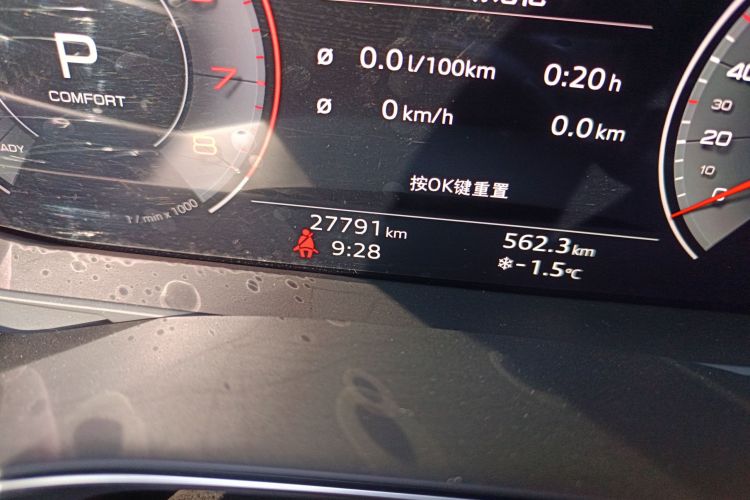 P
COMFORT
7
8
1 / min x 1000
ø 0.0 l/100km 0:20 h
ø 0 km/h 0.0 km
按OK键重置
27791 km
9:28
562.3 km
-1.5°C
40
30
20
10
0